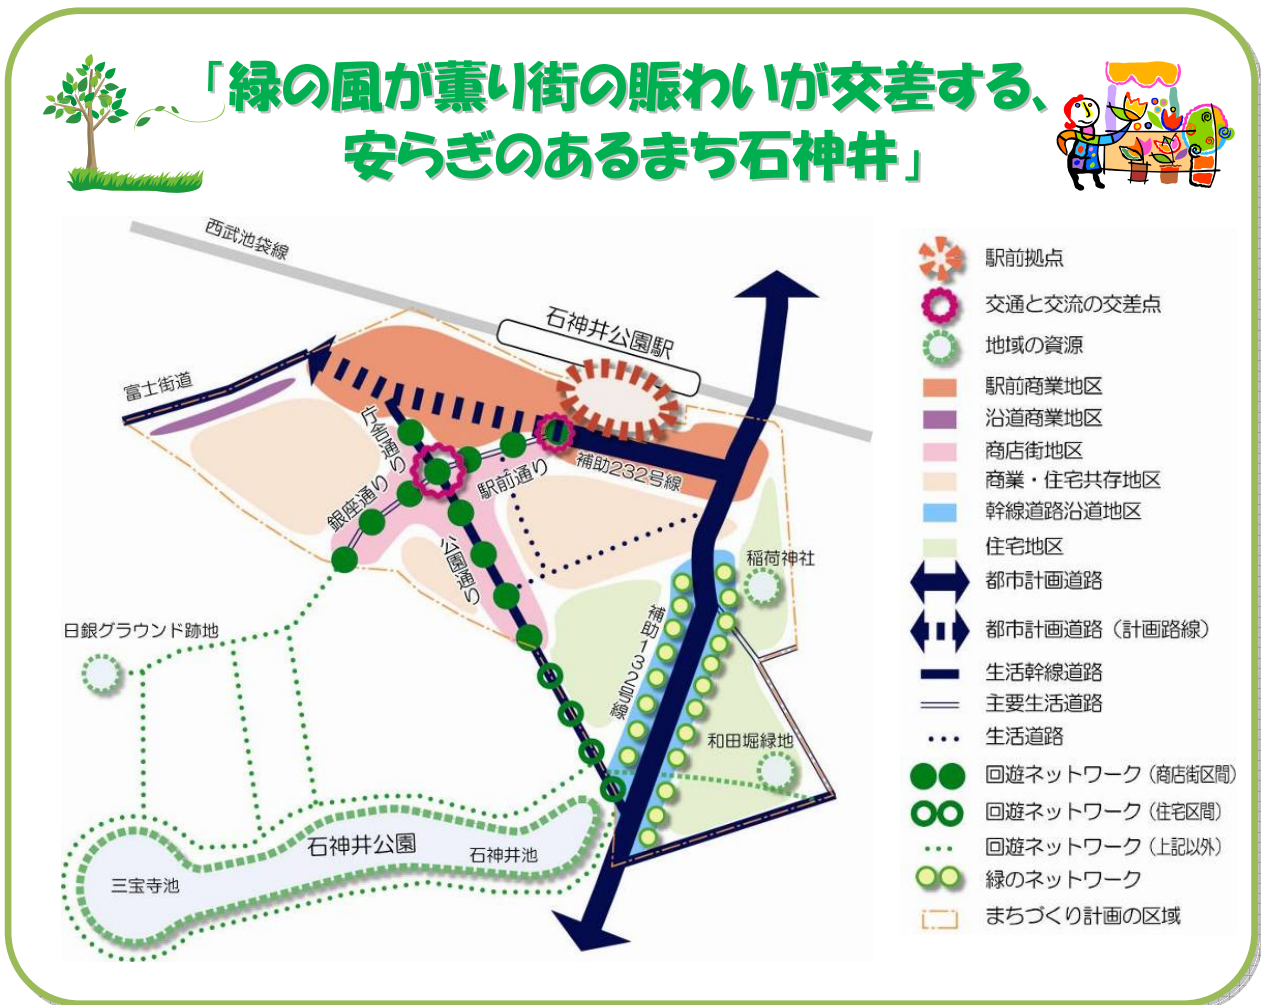 「緑の風が薫り街の賑わいが交差する、
安らぎのあるまち石神井」
西武池袋線
石神井公園駅
富士街道
庁舎通り
銀座通り
駅前通り
補助232号線
公園通り
稲荷神社
補助132号線
日銀グラウンド跡地
和田堀緑地
石神井公園
石神井池
三宝寺池
駅前拠点
交通と交流の交差点
地域の資源
駅前商業地区
沿道商業地区
商店街地区
商業・住宅共存地区
幹線道路沿道地区
住宅地区
都市計画道路
都市計画道路（計画路線）
生活幹線道路
主要生活道路
生活道路
回遊ネットワーク（商店街区間）
回遊ネットワーク（住宅区間）
回遊ネットワーク（上記以外）
緑のネットワーク
まちづくり計画の区域